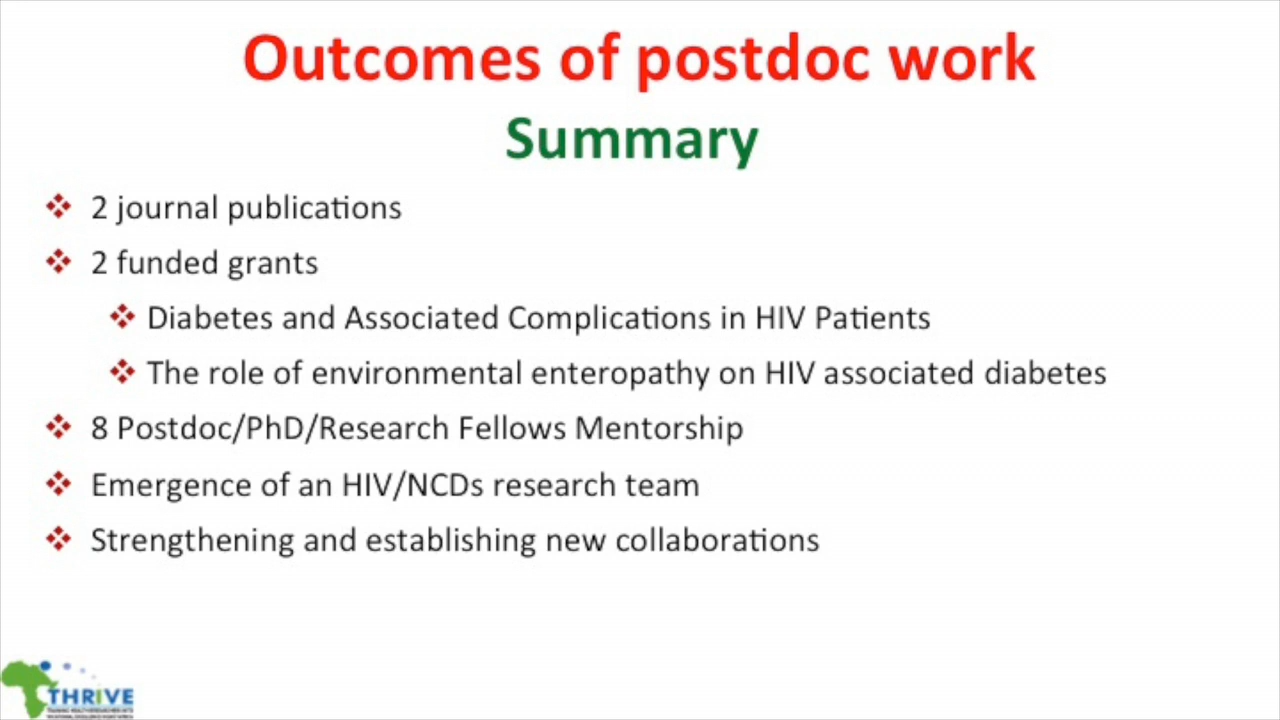 Outcomes of postdoc work
Summary
2 journal publications
2 funded grants
Diabetes and Associated Complications in HIV Patients
The role of environmental enteropathy on HIV associated diabetes
8 Postdoc/PhD/Research Fellows Mentorship
Emergence of an HIV/NCDs research team
Strengthening and establishing new collaborations
THRiVE